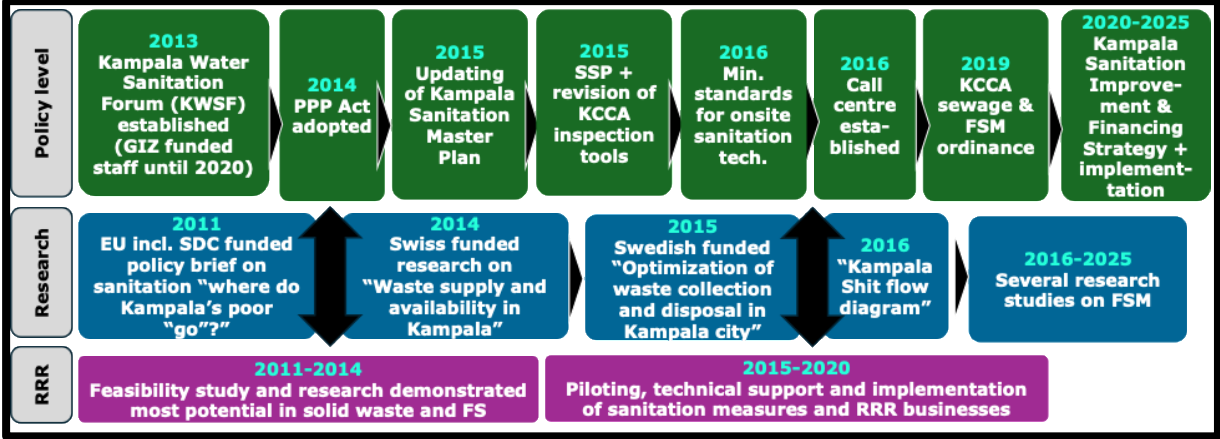 Policy level
2013
Kampala Water
Sanitation
Forum (KWSF)
established
(GIZ funded
staff until 2020)
2014
PPP Act
adopted
2015
Updating
of Kampala
Sanitation
Master
Plan
2015
SSP +
revision of
KCCA
inspection
tools
2016
Min.
standards
for onsite
sanitation
tech.
2016
Call
centre
esta-
blished
2019
KCCA
sewage &
FSM
ordinance
2020-2025
Kampala
Sanitation
Improve-
ment &
Financing
Strategy +
implement-
tation
Research
2011
EU incl. SDC funded
policy brief on
sanitation “where do
Kampala’s poor
“go”?”
2014
Swiss funded
research on
“Waste supply and
availability in
Kampala”
2015
Swedish funded
“Optimization of
waste collection
and disposal in
Kampala city”
2016
“Kampala
Shit flow
diagram”
2016-2025
Several research
studies on FSM
RRR
2011-2014
Feasibility study and research demonstrated
most potential in solid waste and FS
2015-2020
Piloting, technical support and implementation
of sanitation measures and RRR businesses